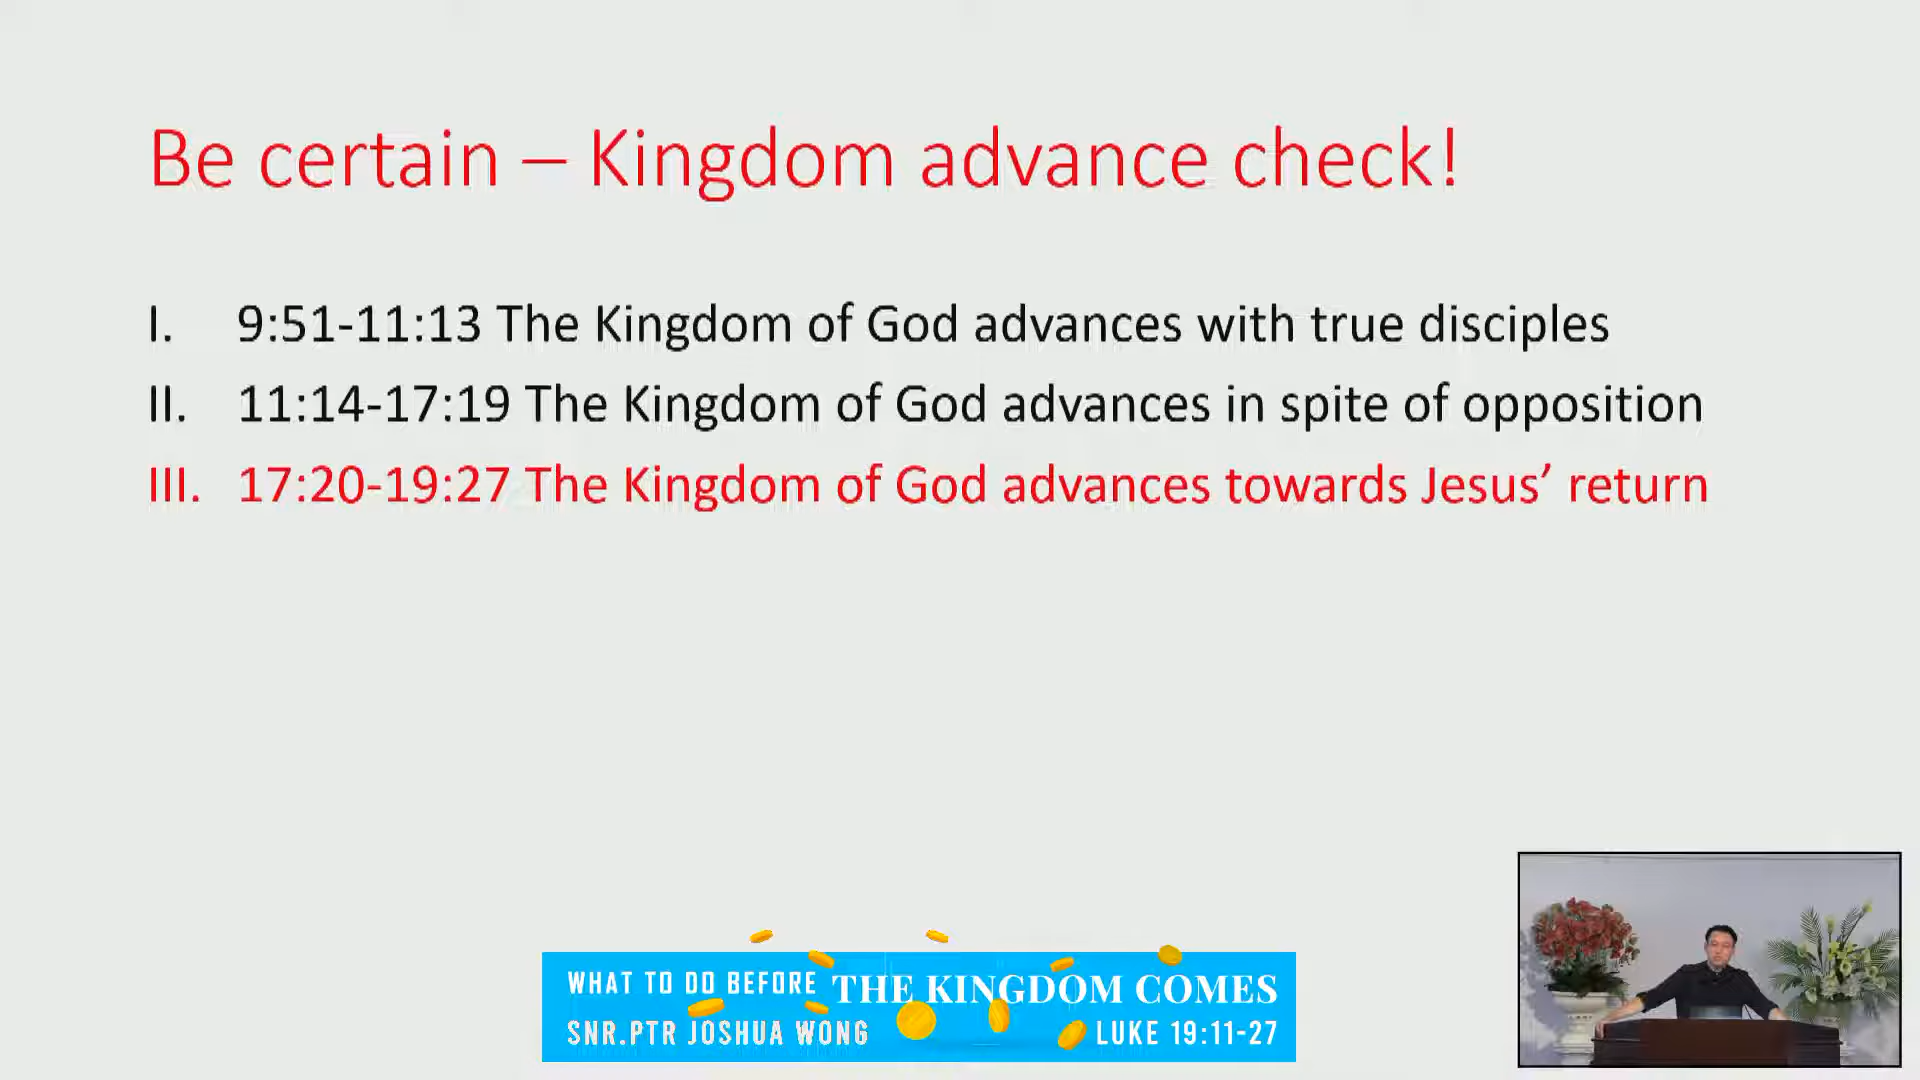 Be certain – Kingdom advance check!
I. 9:51-11:13 The Kingdom of God advances with true disciples
II. 11:14-17:19 The Kingdom of God advances in spite of opposition
III. 17:20-19:27 The Kingdom of God advances towards Jesus’ return
WHAT TO DO BEFORE THE KINGDOM COMES
SNR.PTR JOSHUA WONG LUKE 19:11-27